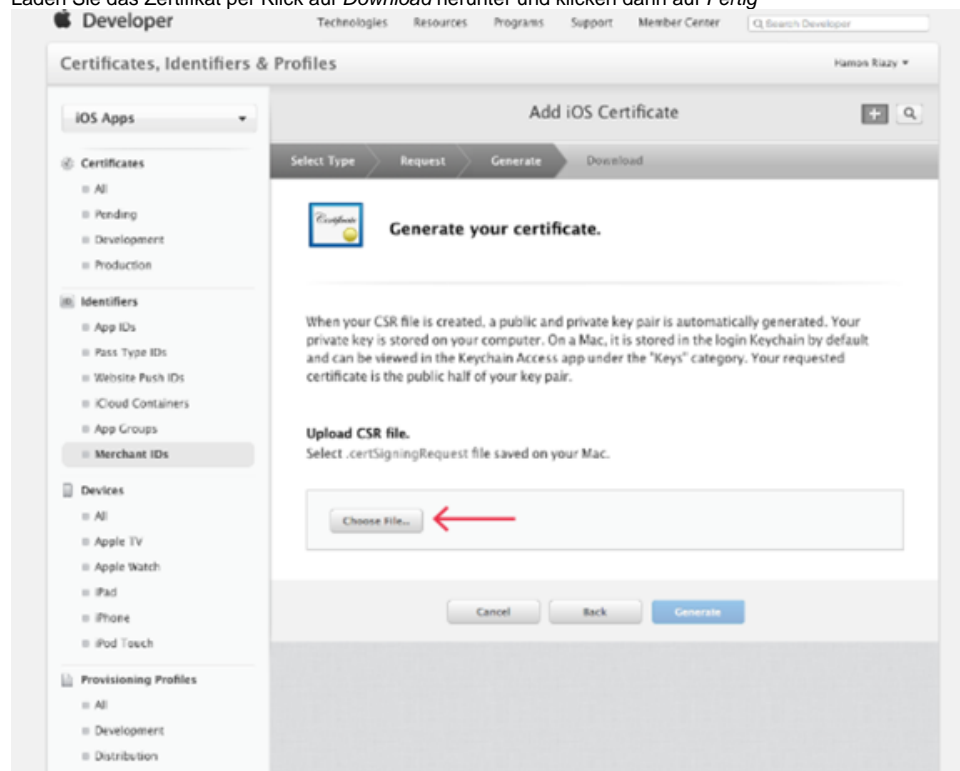 Laden Sie das Zertifikat per Klick auf Download herunter und klicken dann auf Fertig
Developer
Technologies Resources Programs Support Member Center Search Developer
Certificates, Identifiers & Profiles
Hamon Riazy
iOS Apps
Add iOS Certificate
Select Type Request Generate Download
Certificates
All
Pending
Development
Production
Identifiers
App IDs
Pass Type IDs
Website Push IDs
iCloud Containers
App Groups
Merchant IDs
Devices
All
Apple TV
Apple Watch
iPad
iPhone
iPod Touch
Provisioning Profiles
All
Development
Distribution
Certificate
Generate your certificate.
When your CSR file is created, a public and private key pair is automatically generated. Your
private key is stored on your computer. On a Mac, it is stored in the login Keychain by default
and can be viewed in the Keychain Access app under the "Keys" category. Your requested
certificate is the public half of your key pair.
Upload CSR file.
Select .certSigningRequest file saved on your Mac.
Choose File...
Cancel Back Generate